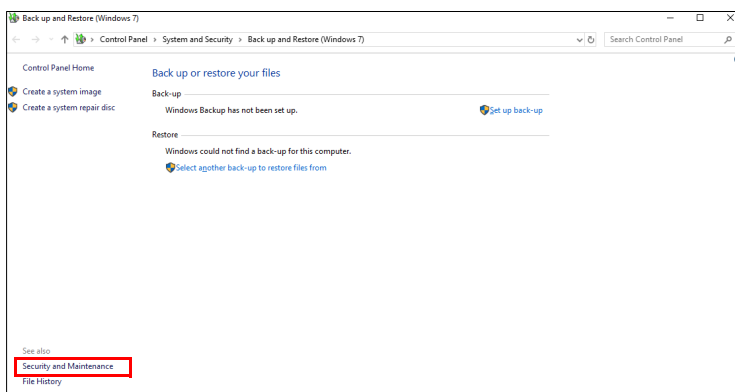 Back up and Restore (Windows 7)
Control Panel > System and Security > Back up and Restore (Windows 7)
Search Control Panel
Control Panel Home
Create a system image
Create a system repair disc
Back up or restore your files
Back-up
Windows Backup has not been set up.
Set up back-up
Restore
Windows could not find a back-up for this computer.
Select another back-up to restore files from
See also
Security and Maintenance
File History